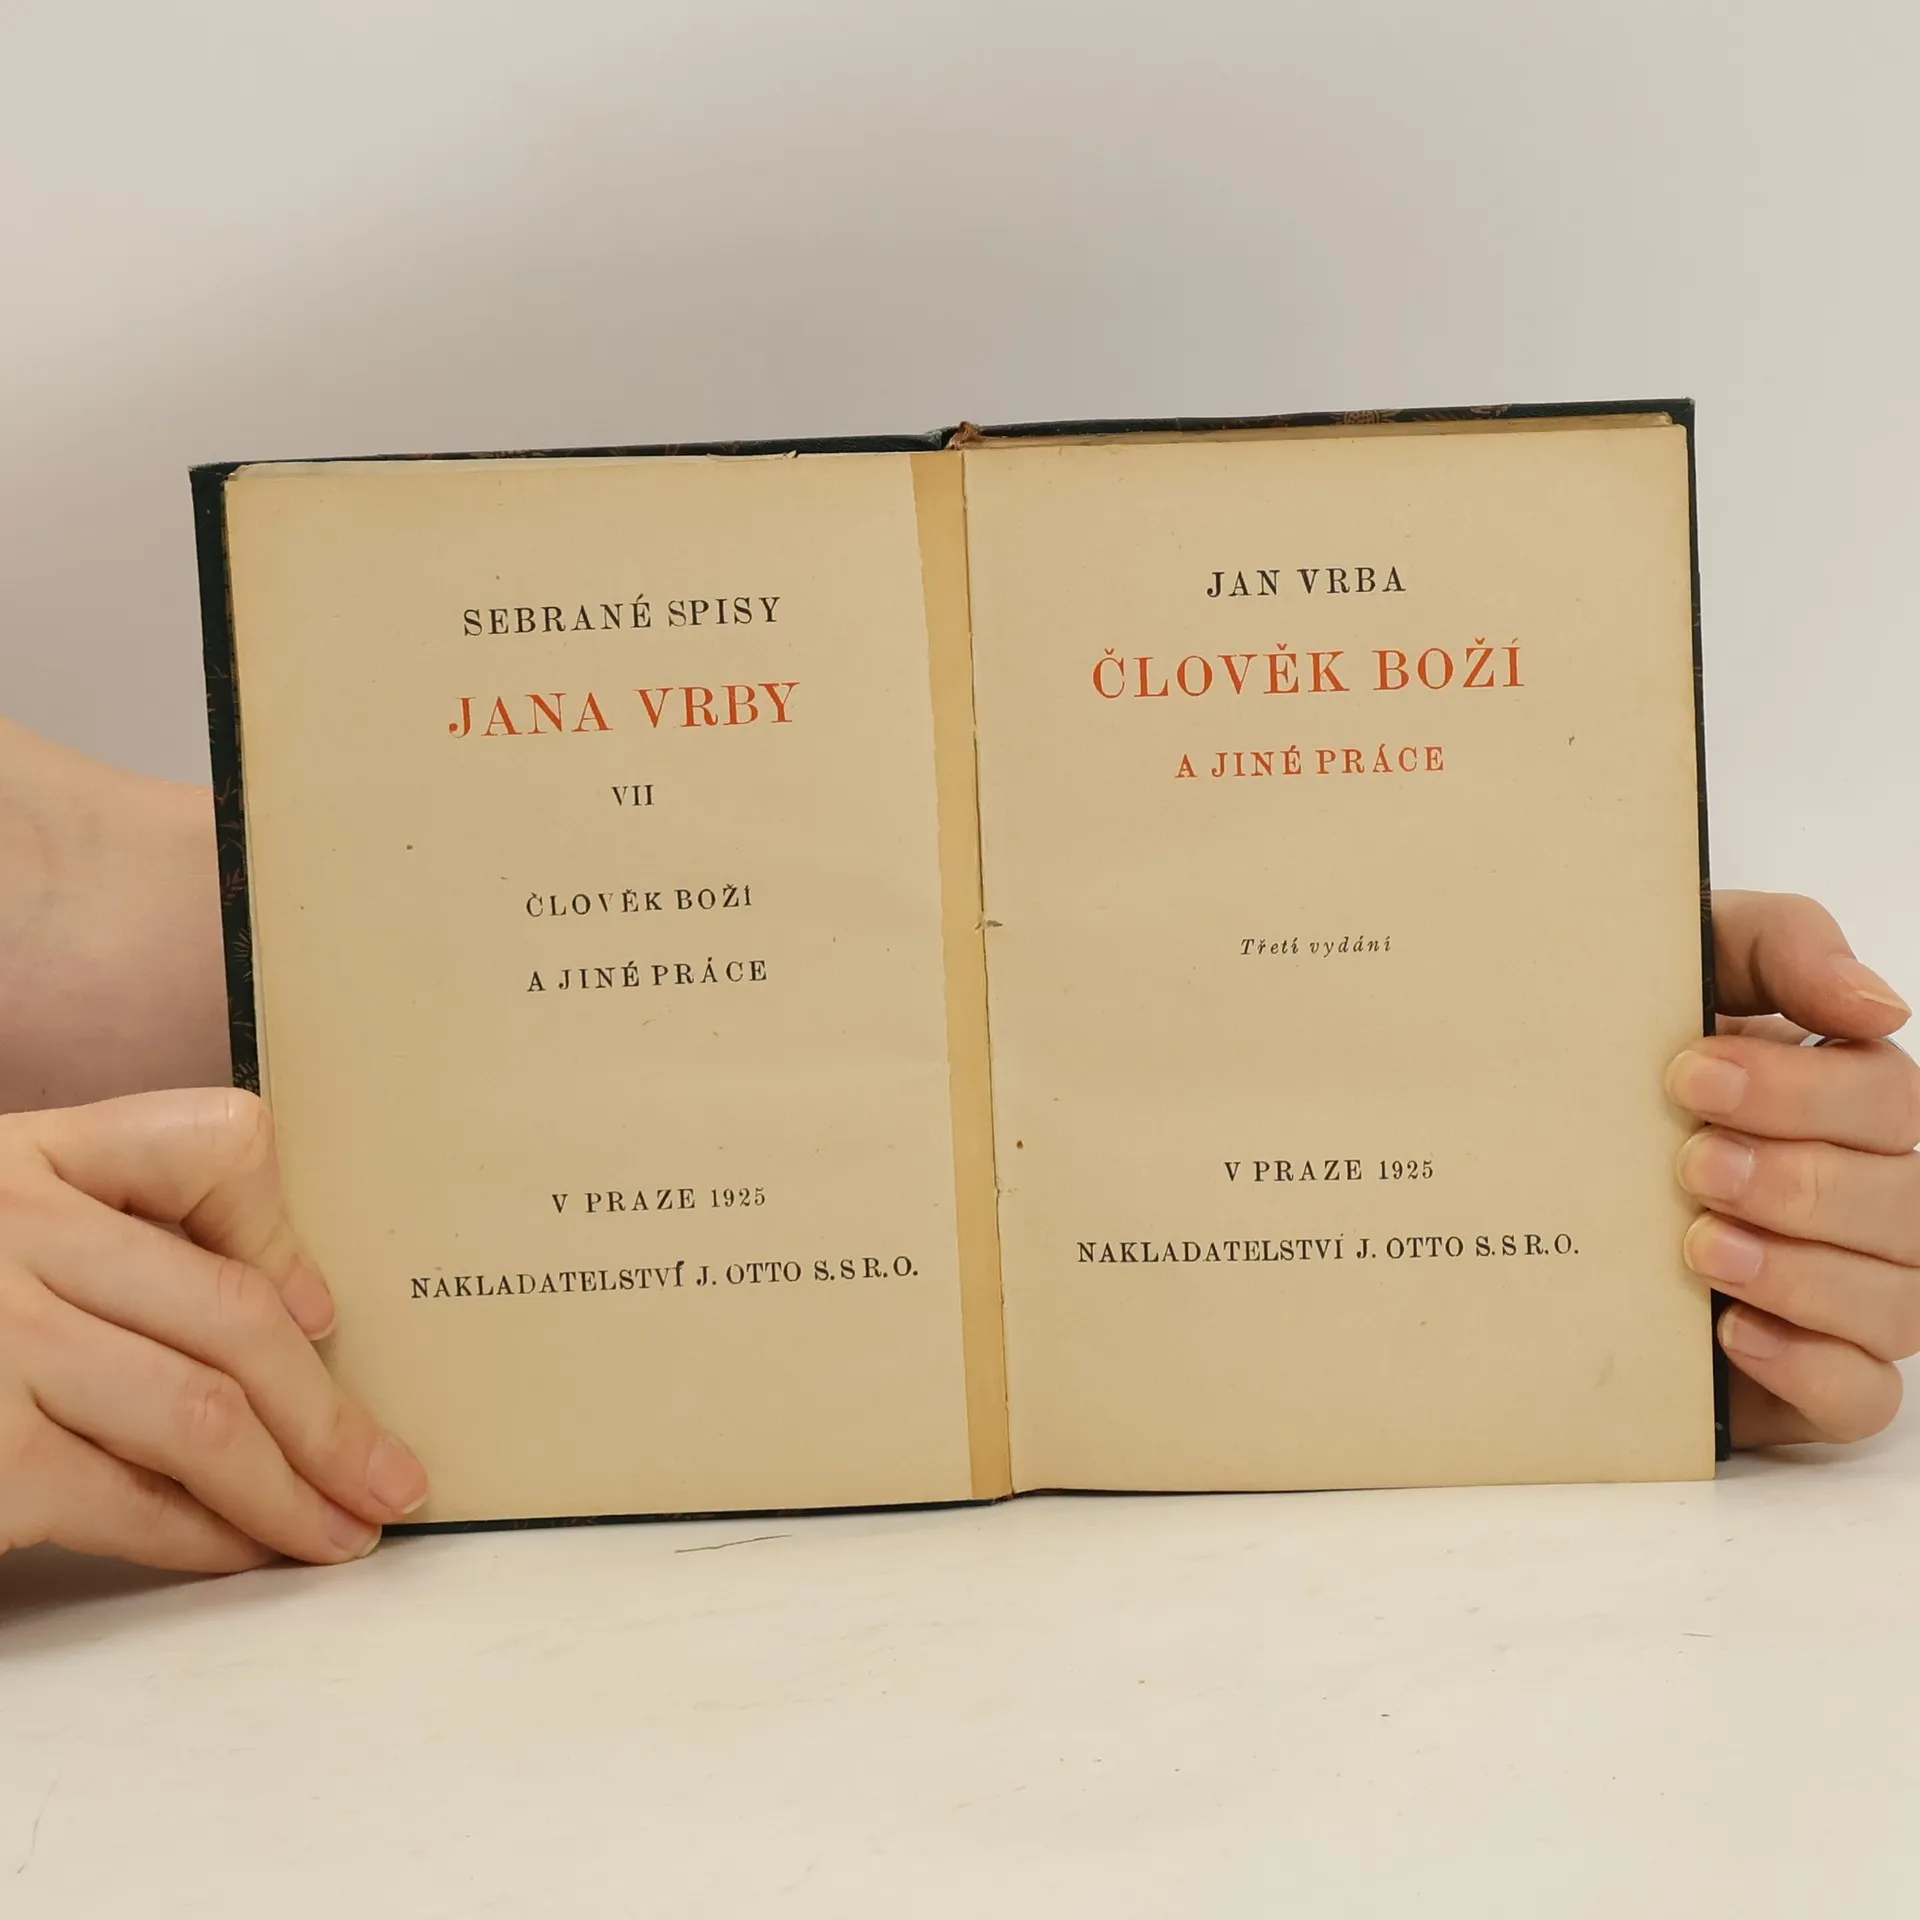 SEBRANÉ SPISY
JANA VRBY
VII
ČLOVĚK BOŽÍ
A JINÉ PRÁCE
V PRAZE 1925
NAKLADATELSTVÍ J. OTTO S. S R. O.
JAN VRBA
ČLOVĚK BOŽÍ
A JINÉ PRÁCE
Třetí vydání
V PRAZE 1925
NAKLADATELSTVÍ J. OTTO S. S R. O.